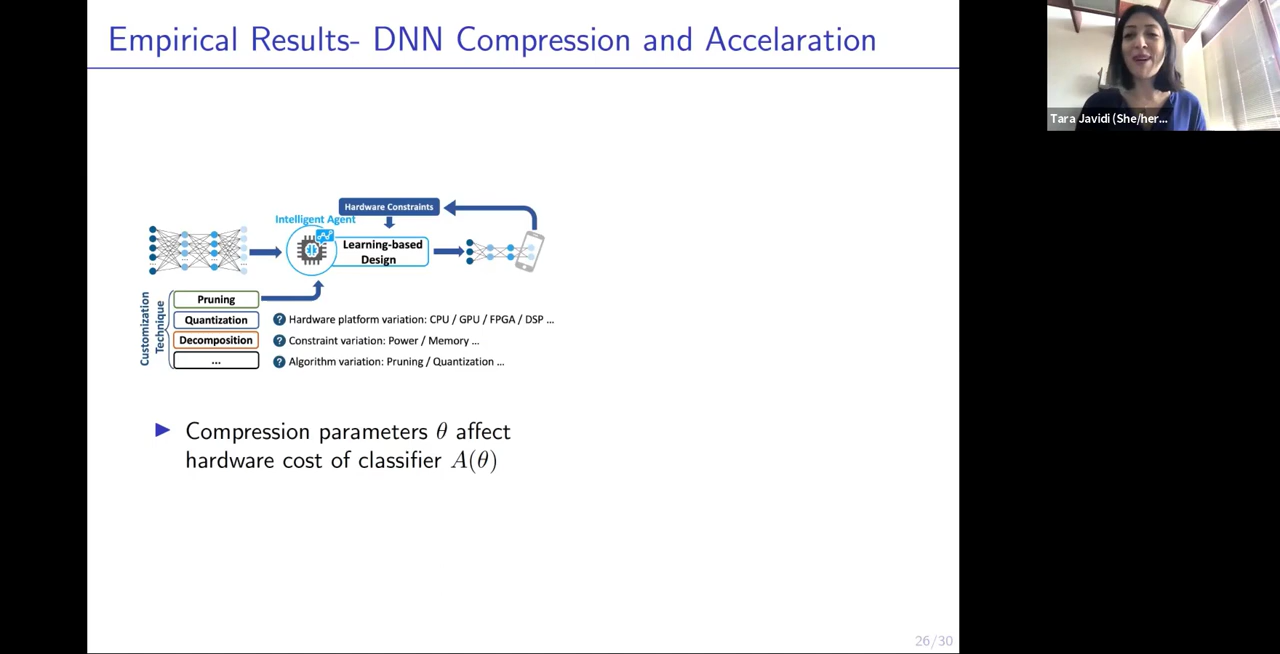 Empirical Results- DNN Compression and Accelaration
Tara Javidi (She/her...
Hardware Constraints
Intelligent Agent
Learning-based
Design
Customization
Technique
Pruning
Quantization
Decomposition
...
? Hardware platform variation: CPU / GPU / FPGA / DSP ...
? Constraint variation: Power / Memory ...
? Algorithm variation: Pruning / Quantization ...
▶ Compression parameters θ affect
hardware cost of classifier A(θ)
26/30